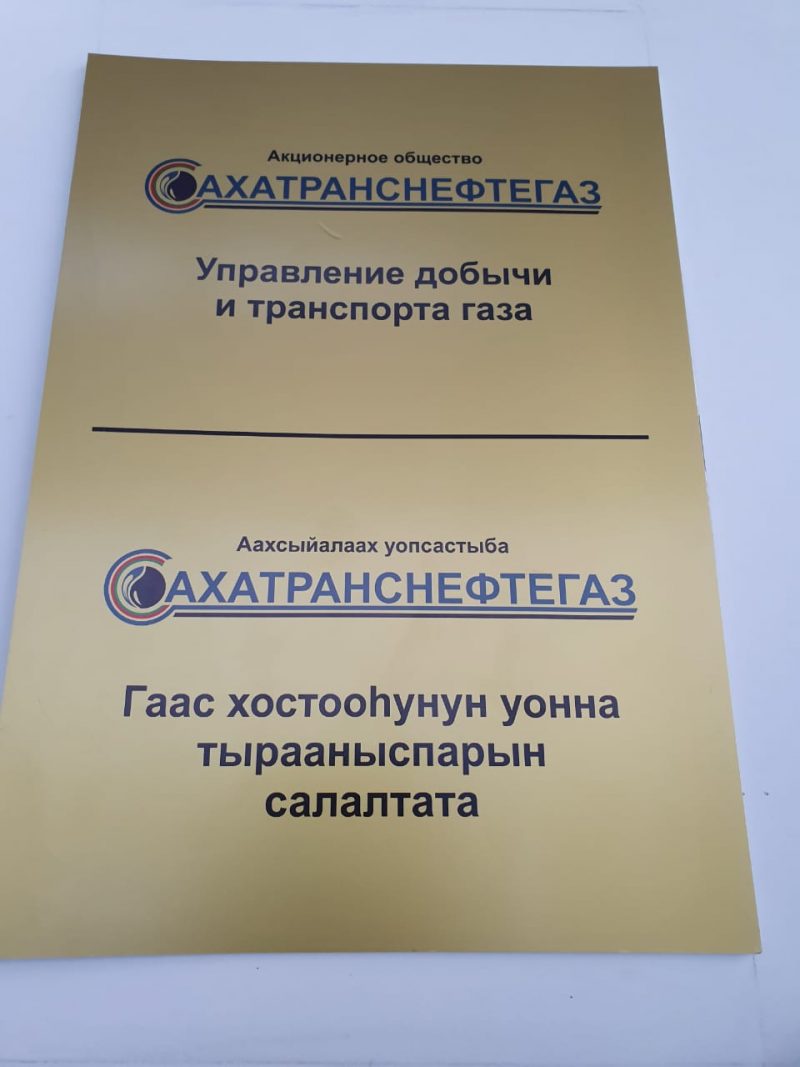 Акционерное общество
САХАТРАНСНЕФТЕГАЗ
Управление добычи
и транспорта газа
Аахсыйалаах уопсастыба
САХАТРАНСНЕФТЕГАЗ
Гаас хостооһунун уонна
тырааныспарын
салалтата